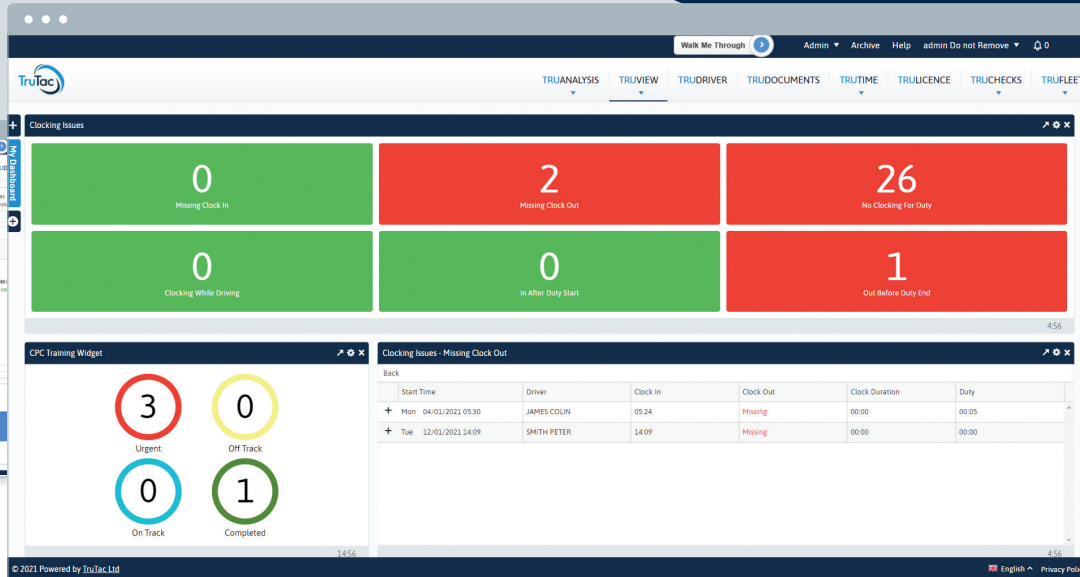 Walk Me Through
Admin Archive Help admin Do not Remove 0
TruTac
TRUANALYSIS TRUVIEW TRUDRIVER TRUDOCUMENTS TRUTIME TRULICENCE TRUCHECKS TRUFLEET
My Dashboard
Clocking Issues
0 2 26
Missing Clock In Missing Clock Out No Clocking For Duty
0 0 1
Clocking While Driving In After Duty Start Out Before Duty End
4:56
CPC Training Widget
3 0
Urgent Off Track
0 1
On Track Completed
14:56
Clocking Issues - Missing Clock Out
Back
Start Time Driver Clock In Clock Out Clock Duration Duty
+ Mon 04/01/2021 05:30 JAMES COLIN 05:24 Missing 00:00 00:05
+ Tue 12/01/2021 14:09 SMITH PETER 14:09 Missing 00:00 00:00
4:56
© 2021 Powered by TruTac Ltd English Privacy Poli